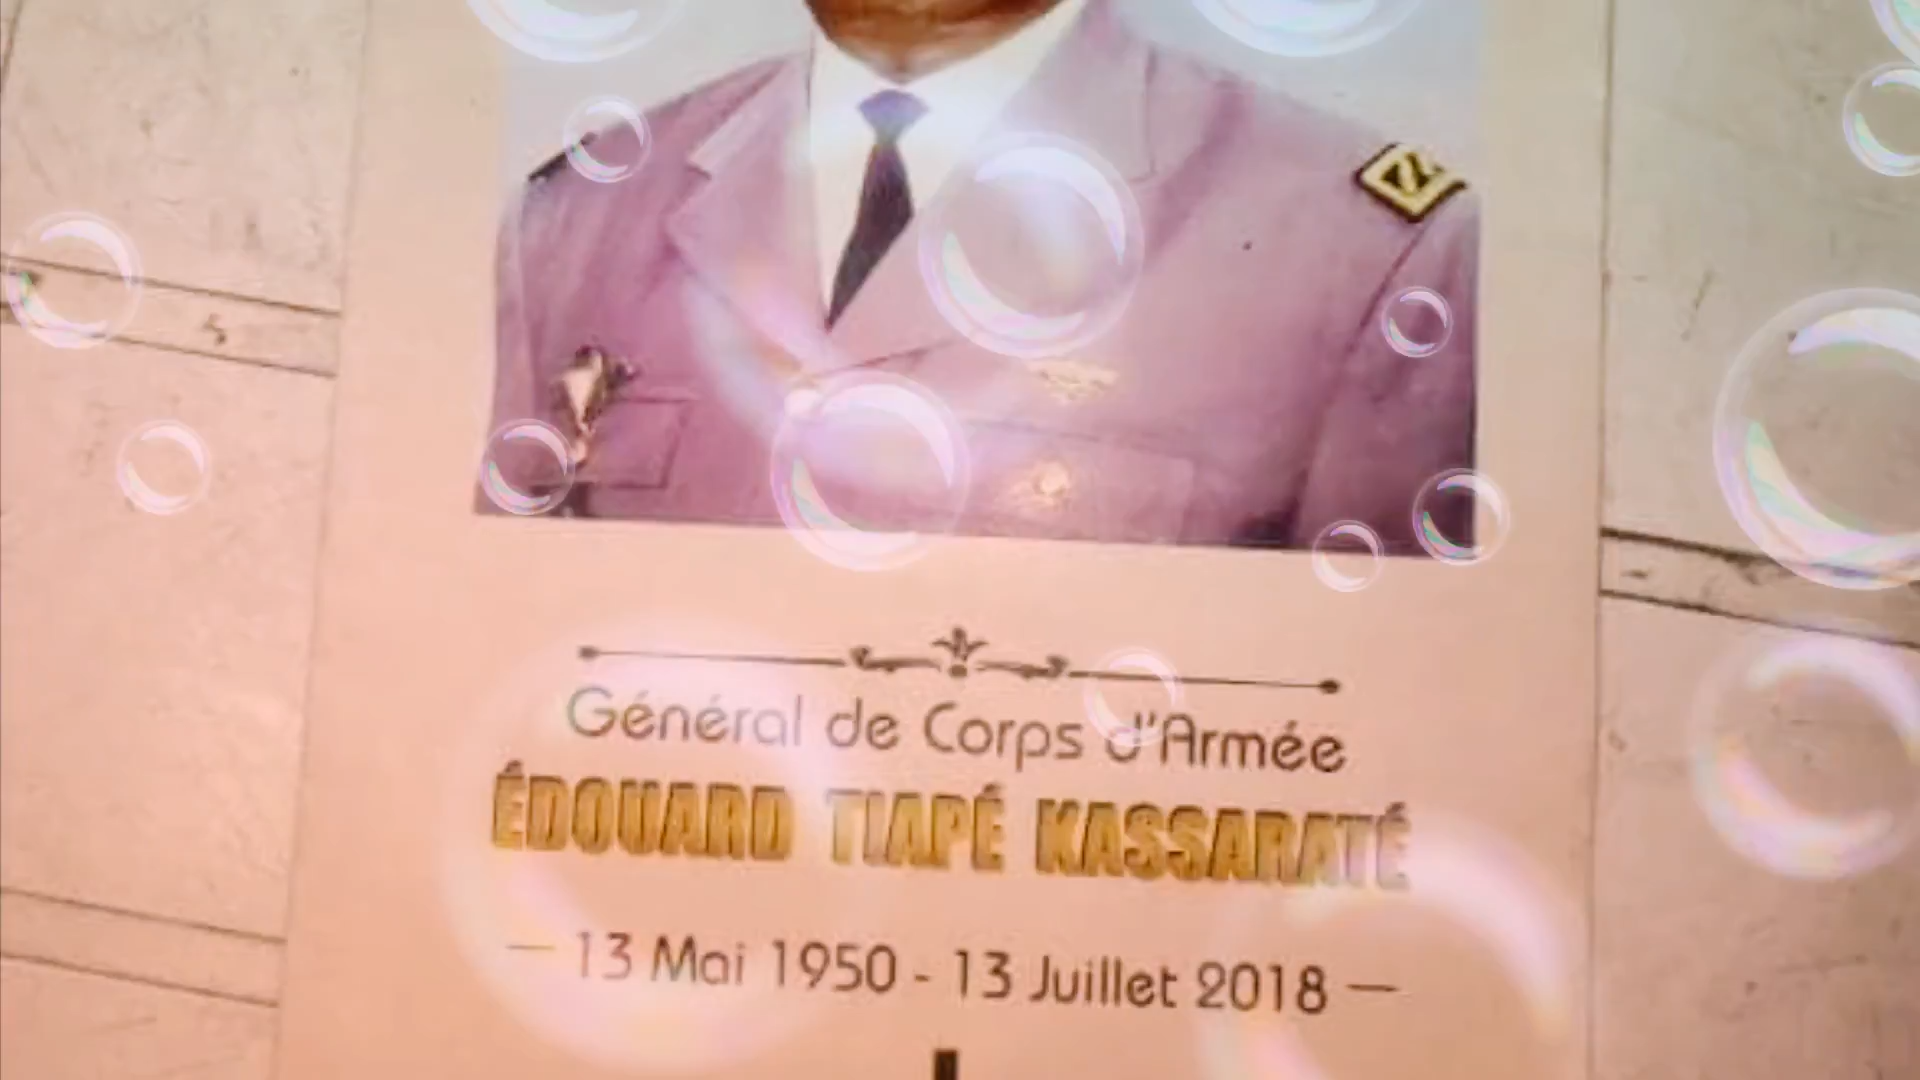 Général de Corps d'Armée
ÉDOUARD TIAPÉ KASSARATÉ
— 13 Mai 1950 - 13 Juillet 2018 —